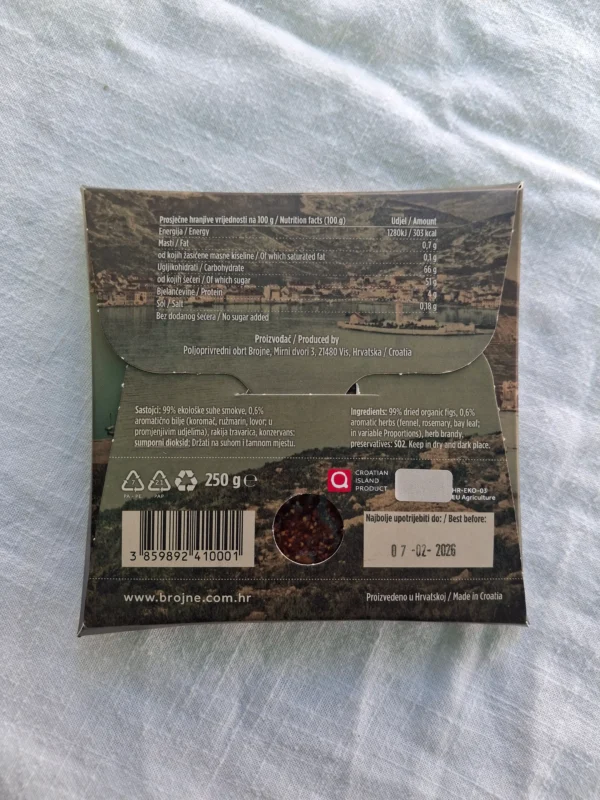 Prosječne hranjive vrijednosti na 100 g / Nutrition facts (100 g) Udjel / Amount
Energija / Energy 1280kJ / 303 kcal
Masti / Fat 0,7 g
od kojih zasićene masne kiseline / Of which saturated fat 0,1 g
Ugljikohidrati / Carbohydrate 66 g
od kojih šećeri / Of which sugar 51 g
Bjelančevine / Protein
Sol / Salt 0,18 g
Bez dodanog šećera / No sugar added
Proizvođač / Produced by
Poljoprivredni obrt Brojne, Mirni dvori 3, 21480 Vis, Hrvatska / Croatia
Sastojci: 99% ekološke suhe smokve, 0,6%
aromatično bilje (koromač, ružmarin, lovor; u
promjenjivim udjelima), rakija travarica, konzervans:
sumporni dioksid; Držati na suhom i tamnom mjestu.
Ingredients: 99% dried organic figs, 0,6%
aromatic herbs (fennel, rosemary, bay leaf;
in variable Proportions), herb brandy,
preservatives: SO2. Keep in dry and dark place.
7 21 250 g e
PAP
CROATIAN
ISLAND
PRODUCT
HR-EKO-03
EU Agriculture
3 859892 410001
Najbolje upotrijebiti do: / Best before:
07-02-2026
www.brojne.com.hr
Proizvedeno u Hrvatskoj / Made in Croatia